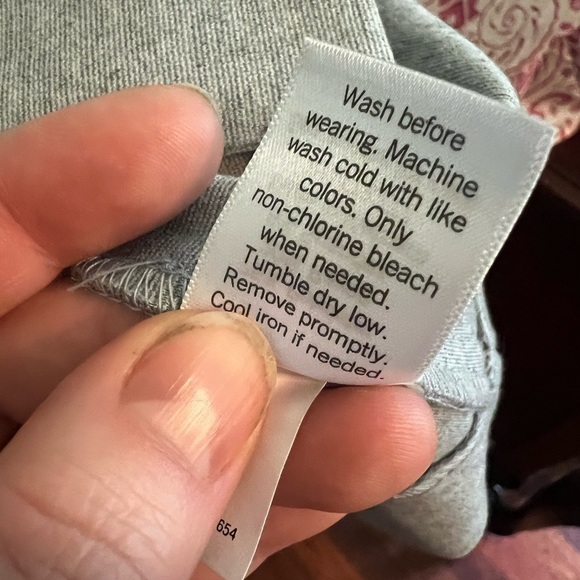 Wash before
wearing. Machine
wash cold with like
colors. Only
non-chlorine bleach
when needed.
Tumble dry low.
Remove promptly.
Cool iron if needed.
654